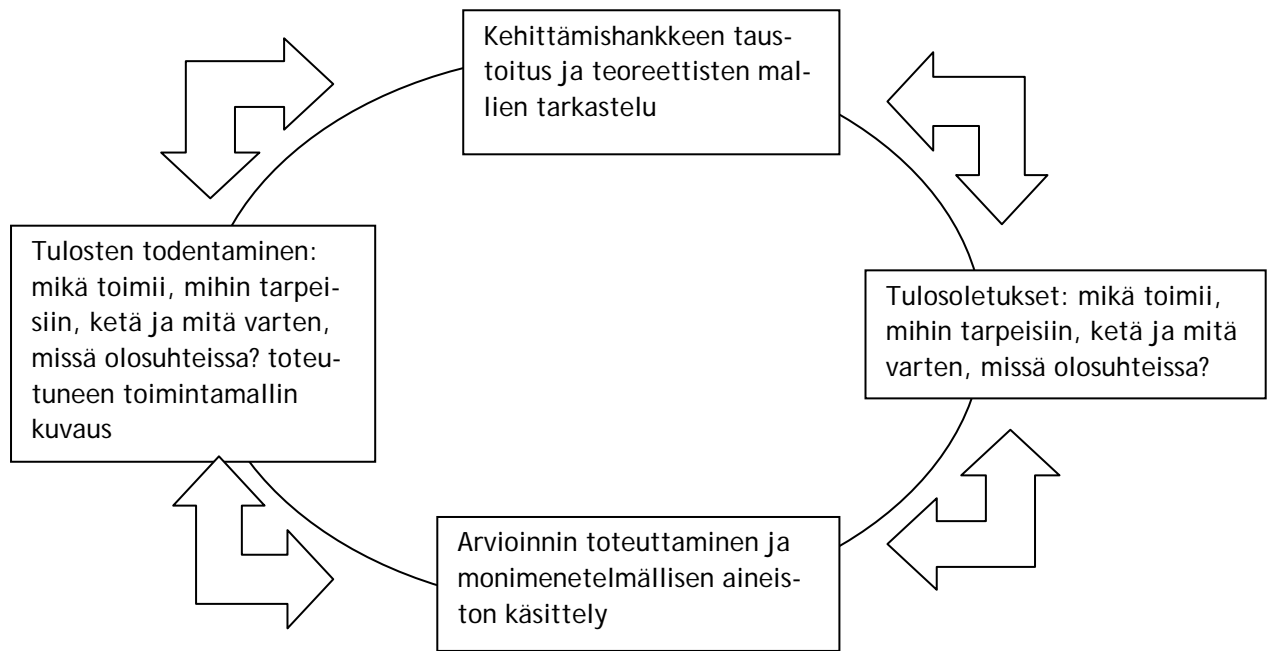 Kehittämishankkeen taus-
toitus ja teoreettisten mal-
lien tarkastelu
Tulosten todentaminen:
mikä toimii, mihin tarpei-
siin, ketä ja mitä varten,
missä olosuhteissa? toteu-
tuneen toimintamallin
kuvaus
Tulosoletukset: mikä toimii,
mihin tarpeisiin, ketä ja mitä
varten, missä olosuhteissa?
Arvioinnin toteuttaminen ja
monimenetelmällisen aineis-
ton käsittely